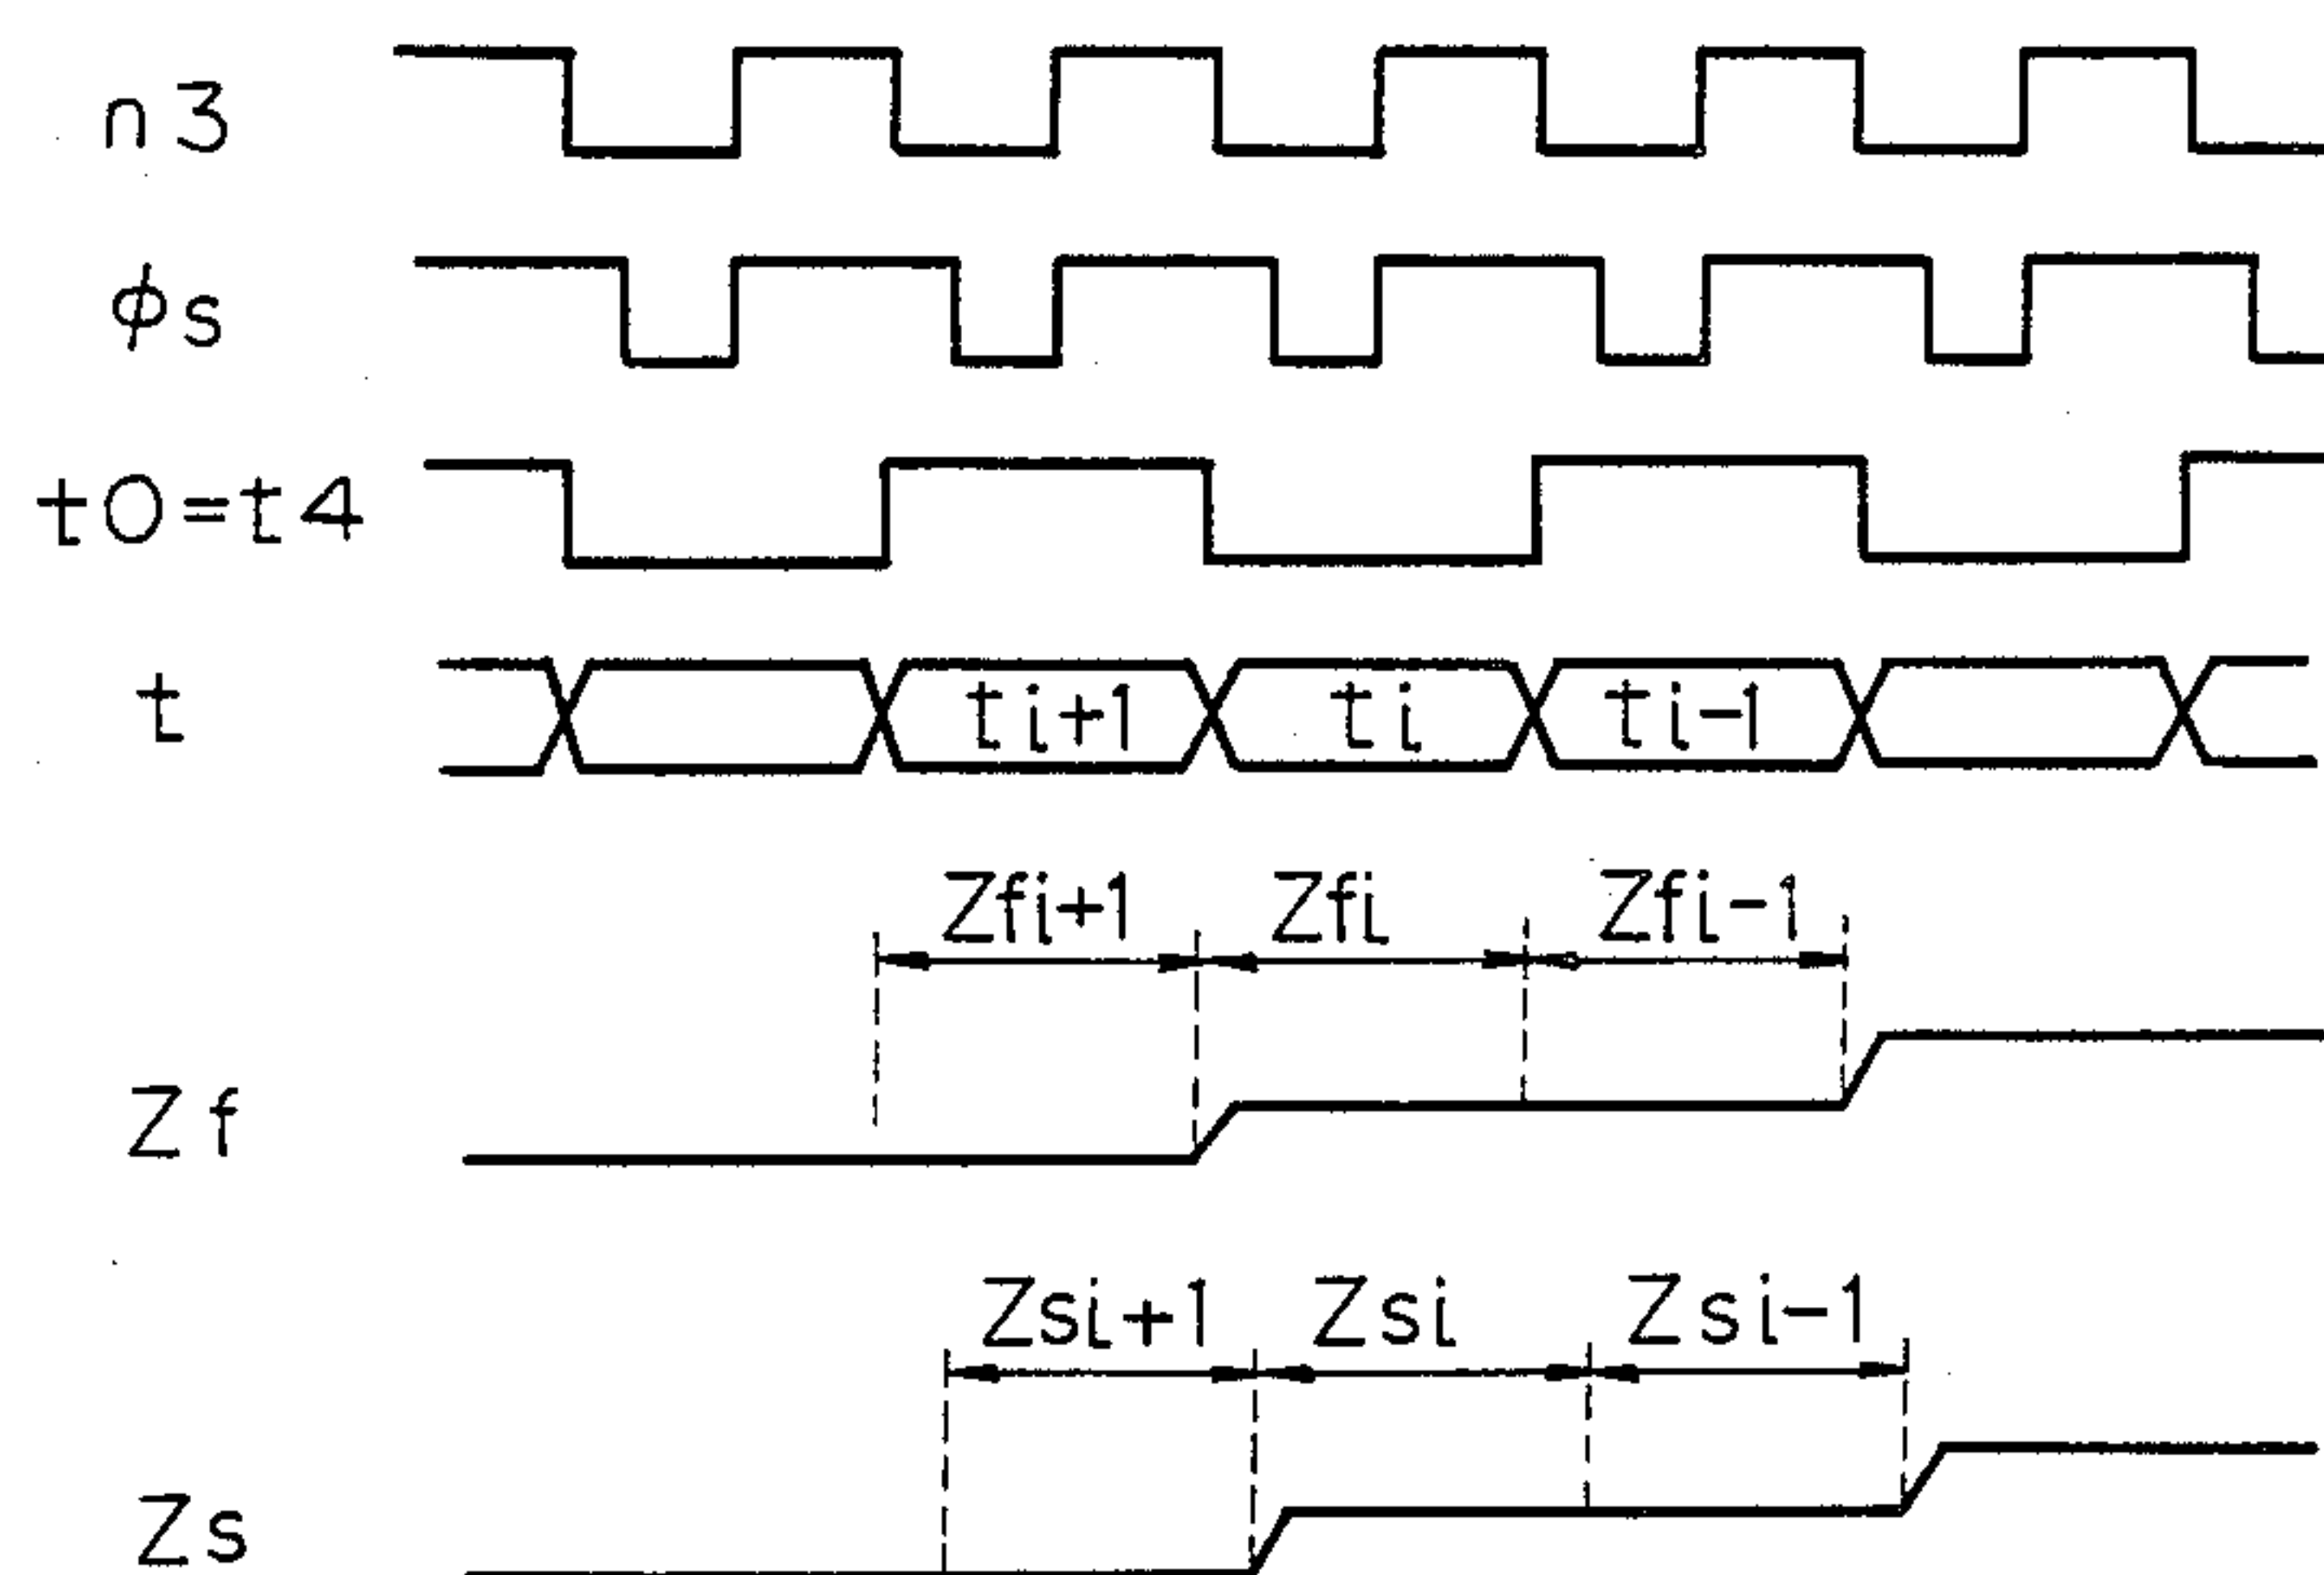 n3
ϕs
t0=t4
t
ti+1 ti ti-1
Zfi+1 Zfi Zfi-1
Zf
Zsi+1 Zsi Zsi-1
Zs